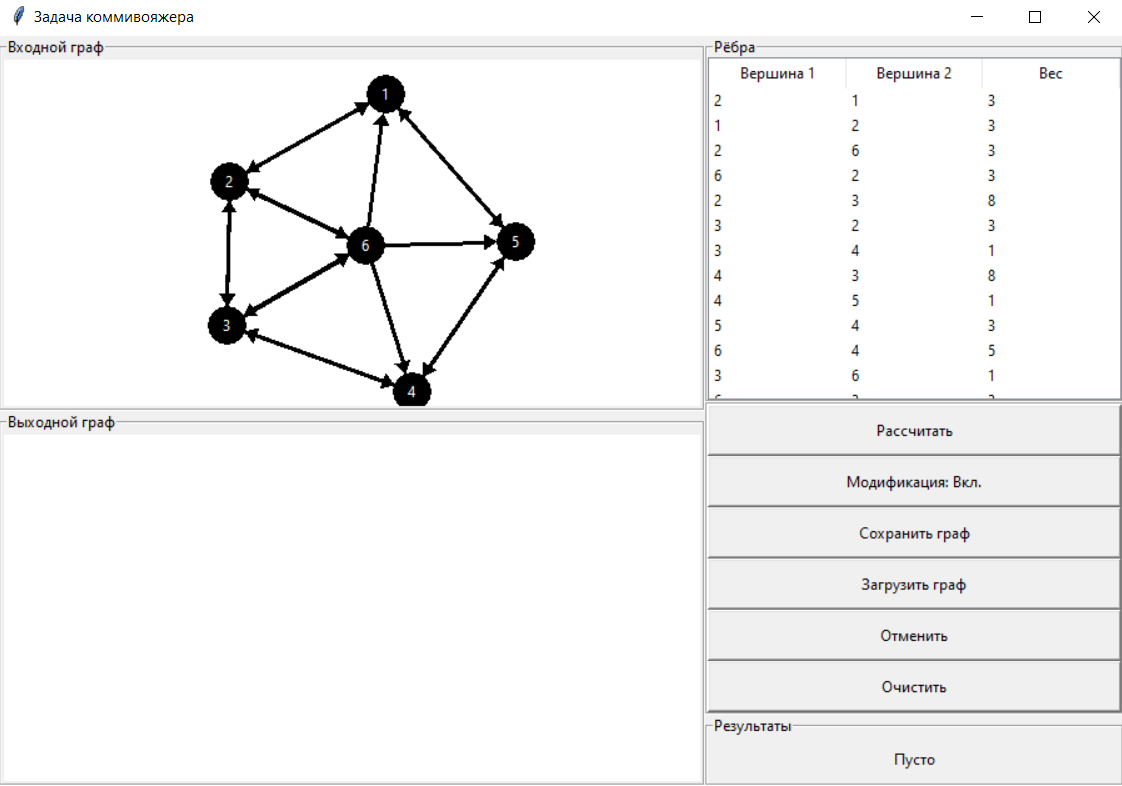 Задача коммивояжера
Входной граф
1
2
6
5
3
4
Выходной граф
Рёбра
Вершина 1 Вершина 2 Вес
2 1 3
1 2 3
2 6 3
6 2 3
2 3 8
3 2 3
3 4 1
4 3 8
4 5 1
5 4 3
6 4 5
3 6 1
Рассчитать
Модификация: Вкл.
Сохранить граф
Загрузить граф
Отменить
Очистить
Результаты
Пусто